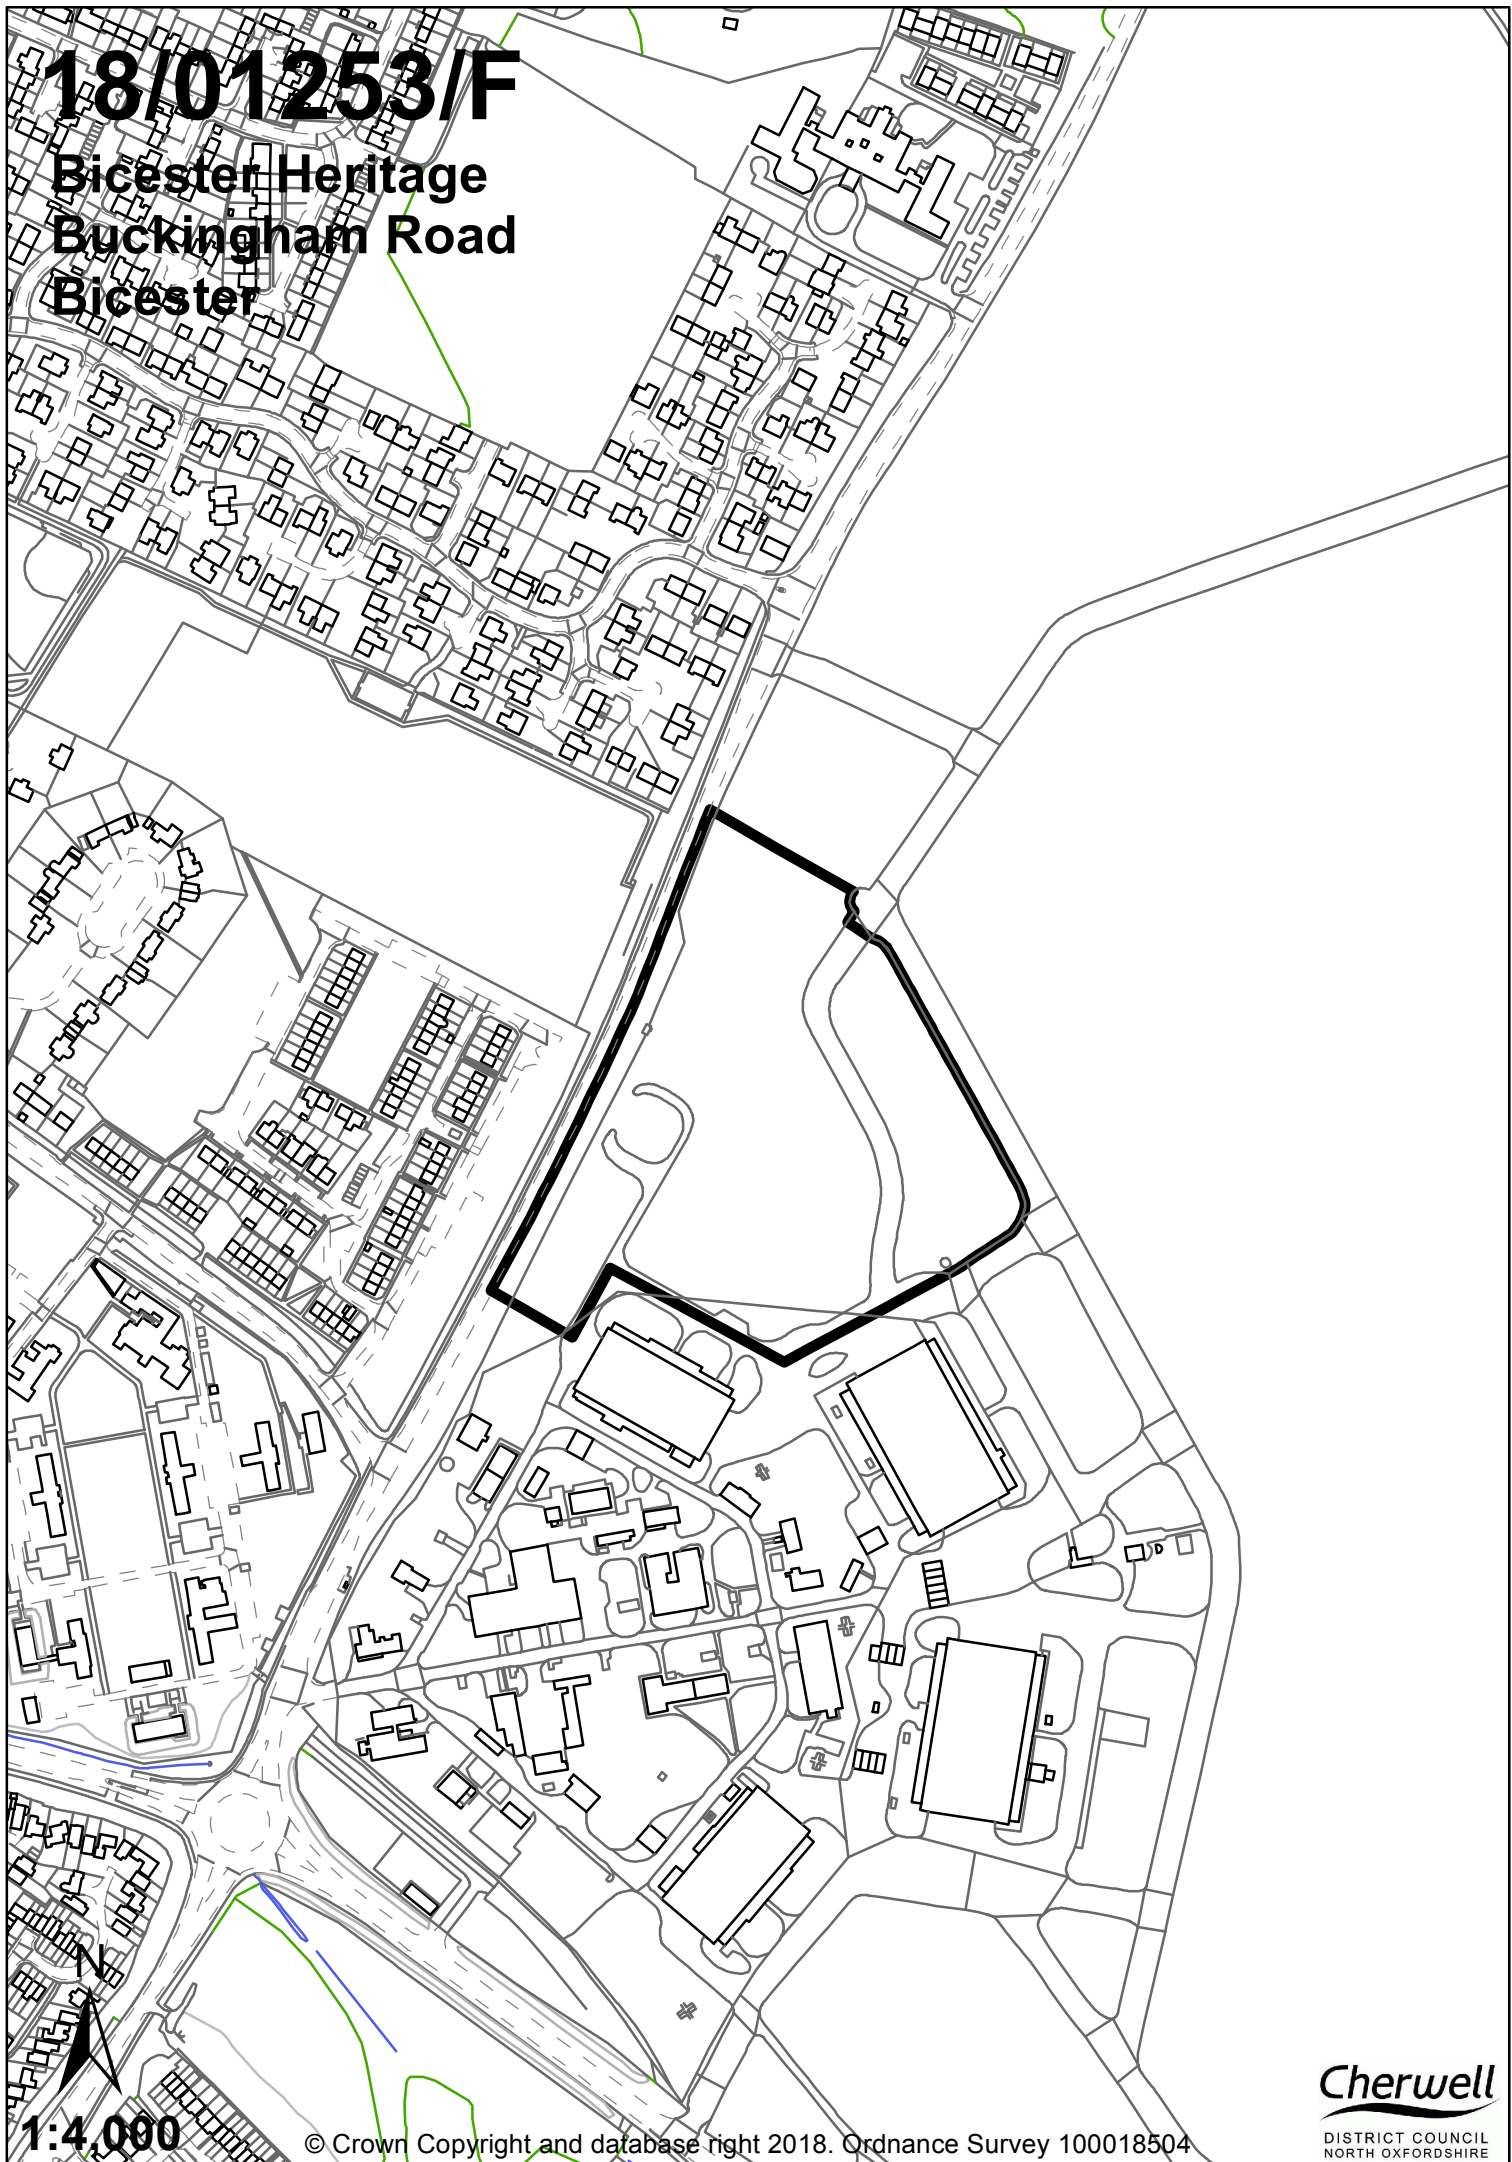 18/01253/F
Bicester Heritage
Buckingham Road
Bicester
N
1:4,000
© Crown Copyright and database right 2018. Ordnance Survey 100018504
Cherwell
DISTRICT COUNCIL
NORTH OXFORDSHIRE